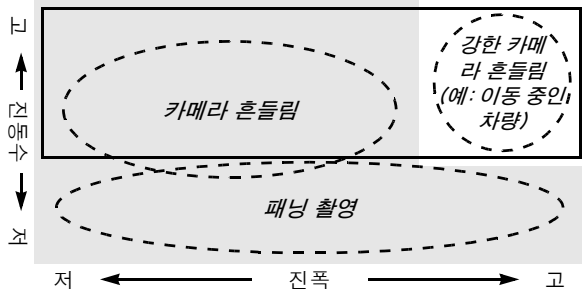 고
진동수
저
카메라 흔들림
강한 카메
라 흔들림
(예: 이동 중인
차량)
패닝 촬영
저
진폭
고